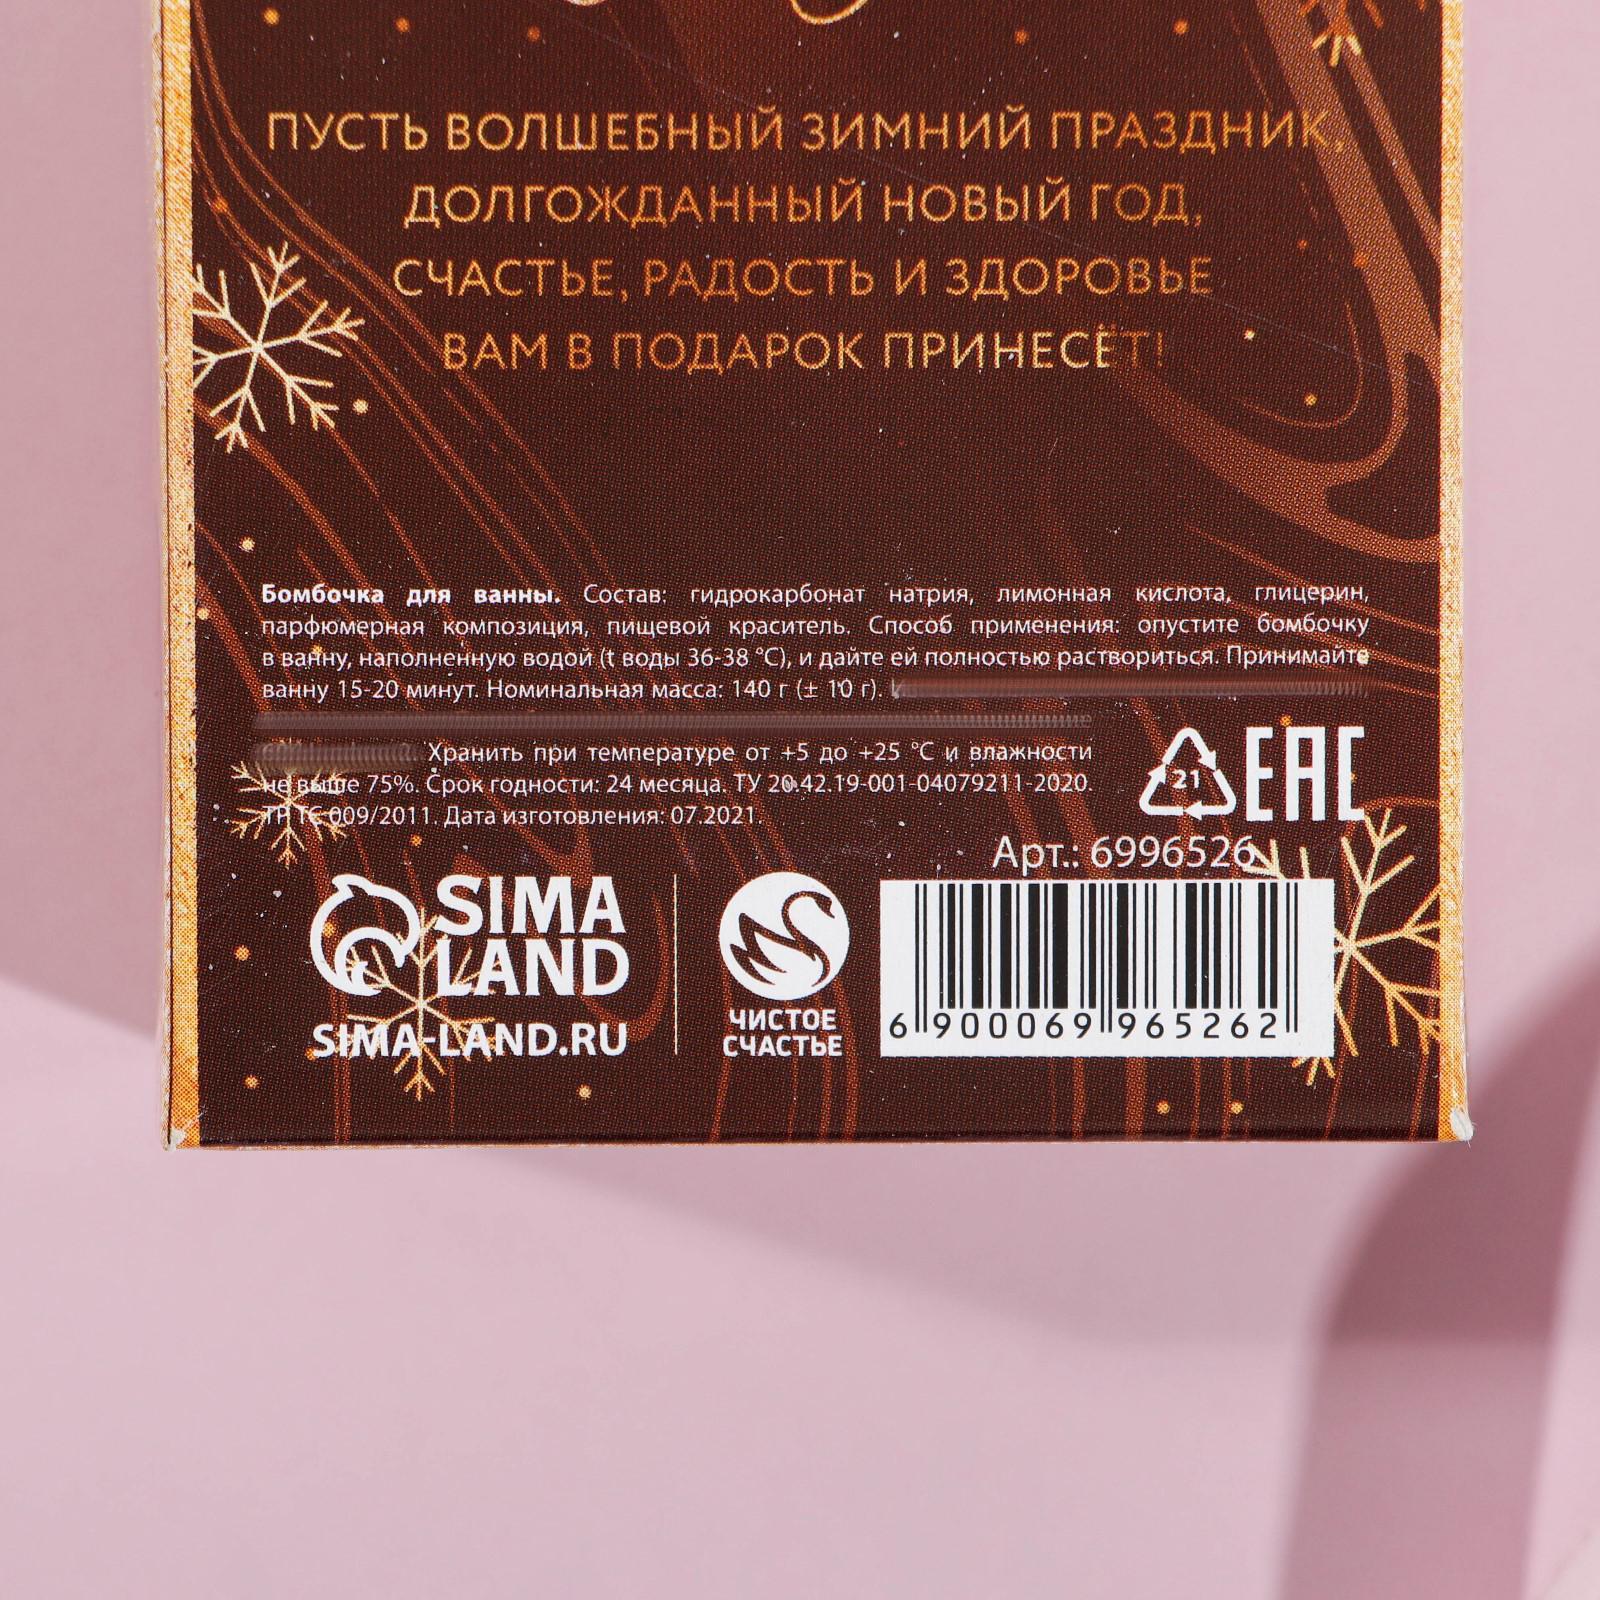 ПУСТЬ ВОЛШЕБНЫЙ ЗИМНИЙ ПРАЗДНИК,
ДОЛГОЖДАННЫЙ НОВЫЙ ГОД,
СЧАСТЬЕ, РАДОСТЬ И ЗДОРОВЬЕ
ВАМ В ПОДАРОК ПРИНЕСЁТ!
Бомбочка для ванны. Состав: гидрокарбонат натрия, лимонная кислота, глицерин,
парфюмерная композиция, пищевой краситель. Способ применения: опустите бомбочку
в ванну, наполненную водой (t воды 36-38 °C), и дайте ей полностью раствориться. Принимайте
ванну 15-20 минут. Номинальная масса: 140 г (± 10 г).
Хранить при температуре от +5 до +25 °C и влажности
не выше 75%. Срок годности: 24 месяца. ТУ 20.42.19-001-04079211-2020.
ТР ТС 009/2011. Дата изготовления: 07.2021.
21
EAC
Арт.: 6996526
SIMA
LAND
SIMA-LAND.RU
ЧИСТОЕ
СЧАСТЬЕ
6 900069 965262